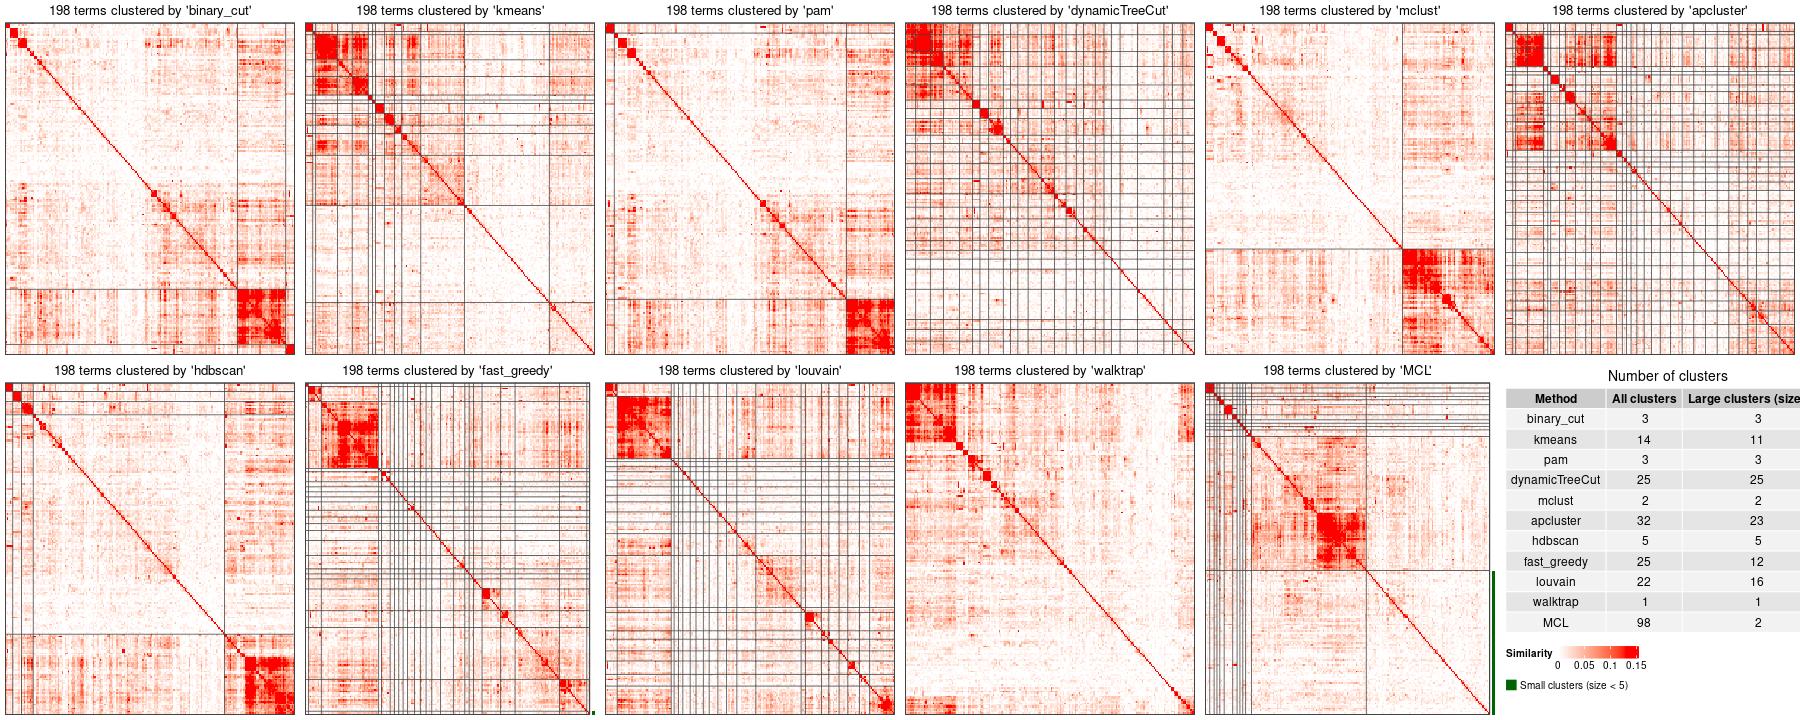 198 terms clustered by 'binary_cut'
198 terms clustered by 'kmeans'
198 terms clustered by 'pam'
198 terms clustered by 'dynamicTreeCut'
198 terms clustered by 'mclust'
198 terms clustered by 'apcluster'
198 terms clustered by 'hdbscan'
198 terms clustered by 'fast_greedy'
198 terms clustered by 'louvain'
198 terms clustered by 'walktrap'
198 terms clustered by 'MCL'
Number of clusters
Method All clusters Large clusters (size
binary_cut 3 3
kmeans 14 11
pam 3 3
dynamicTreeCut 25 25
mclust 2 2
apcluster 32 23
hdbscan 5 5
fast_greedy 25 12
louvain 22 16
walktrap 1 1
MCL 98 2
Similarity
0 0.05 0.1 0.15
Small clusters (size < 5)